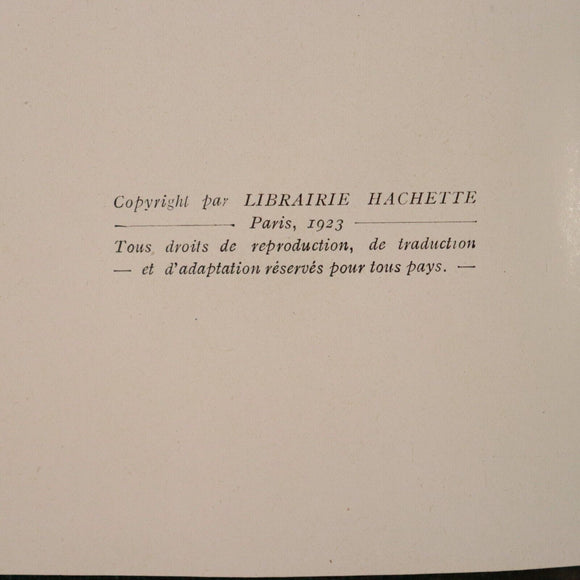 Copyright par LIBRAIRIE HACHETTE
Paris, 1923
Tous droits de reproduction, de traduction
— et d'adaptation réservés pour tous pays. —